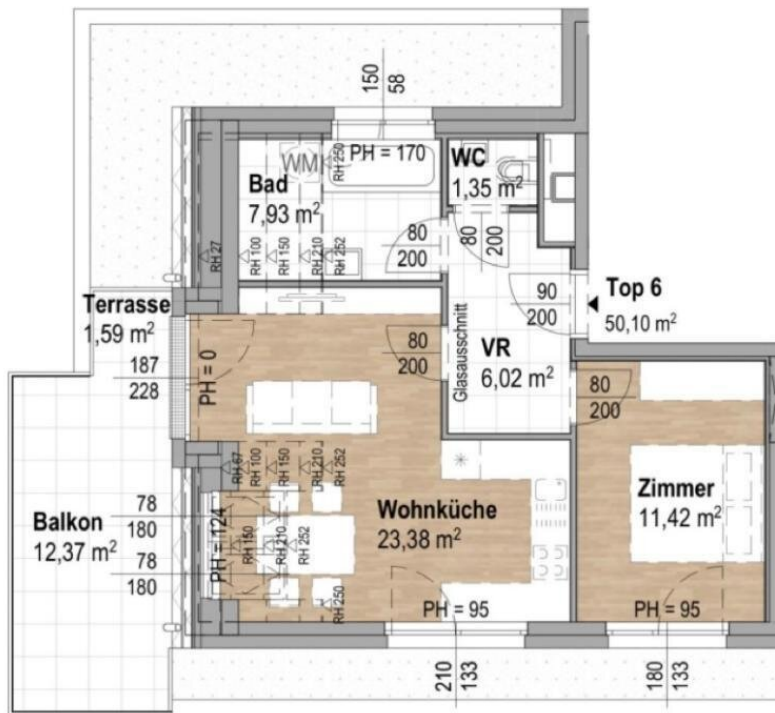 150
58
WM
RH 250
PH = 170
WC
1,35 m²
Bad
7,93 m²
80
200
80
200
RH 27
RH 100
RH 150
RH 210
RH 252
90
200
Top 6
50,10 m²
Terrasse
1,59 m²
187
228
PH = 0
80
200
Glasausschnitt
VR
6,02 m²
80
200
RH 67
RH 100
RH 150
RH 210
RH 252
Balkon
12,37 m²
78
180
78
180
PH = 124
RH 150
RH 210
RH 252
Wohnküche
23,38 m²
Zimmer
11,42 m²
RH 250
PH = 95
PH = 95
210
133
180
133